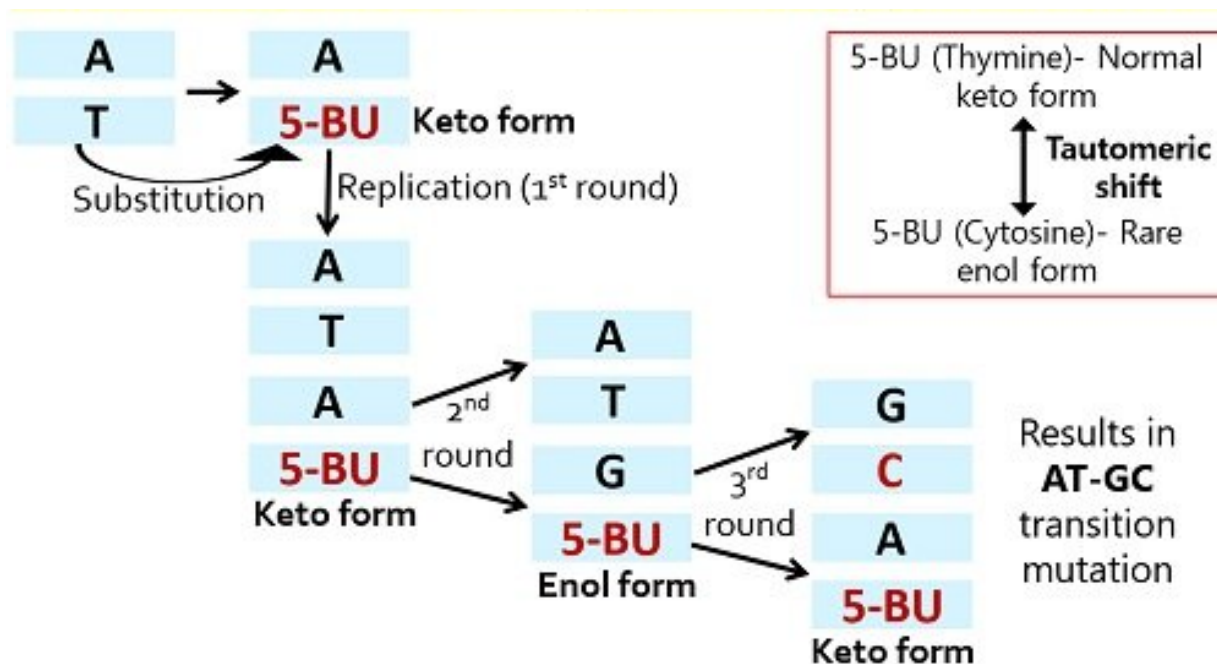 A
T
Substitution
A
5-BU
Keto form
Replication (1st round)
A
T
A
5-BU
Keto form
2nd
round
A
T
G
5-BU
Enol form
3rd
round
G
C
A
5-BU
Keto form
Results in
AT-GC
transition
mutation
5-BU (Thymine)- Normal
keto form
Tautomeric
shift
5-BU (Cytosine)- Rare
enol form